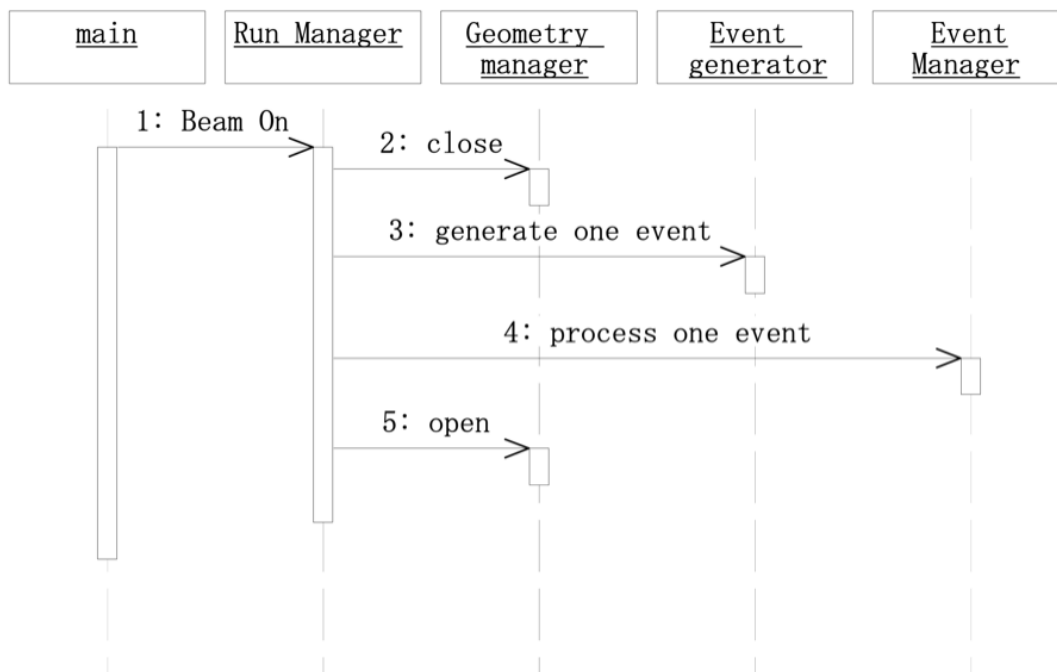 main
Run Manager
Geometry
manager
Event
generator
Event
Manager
1: Beam On
2: close
3: generate one event
4: process one event
5: open